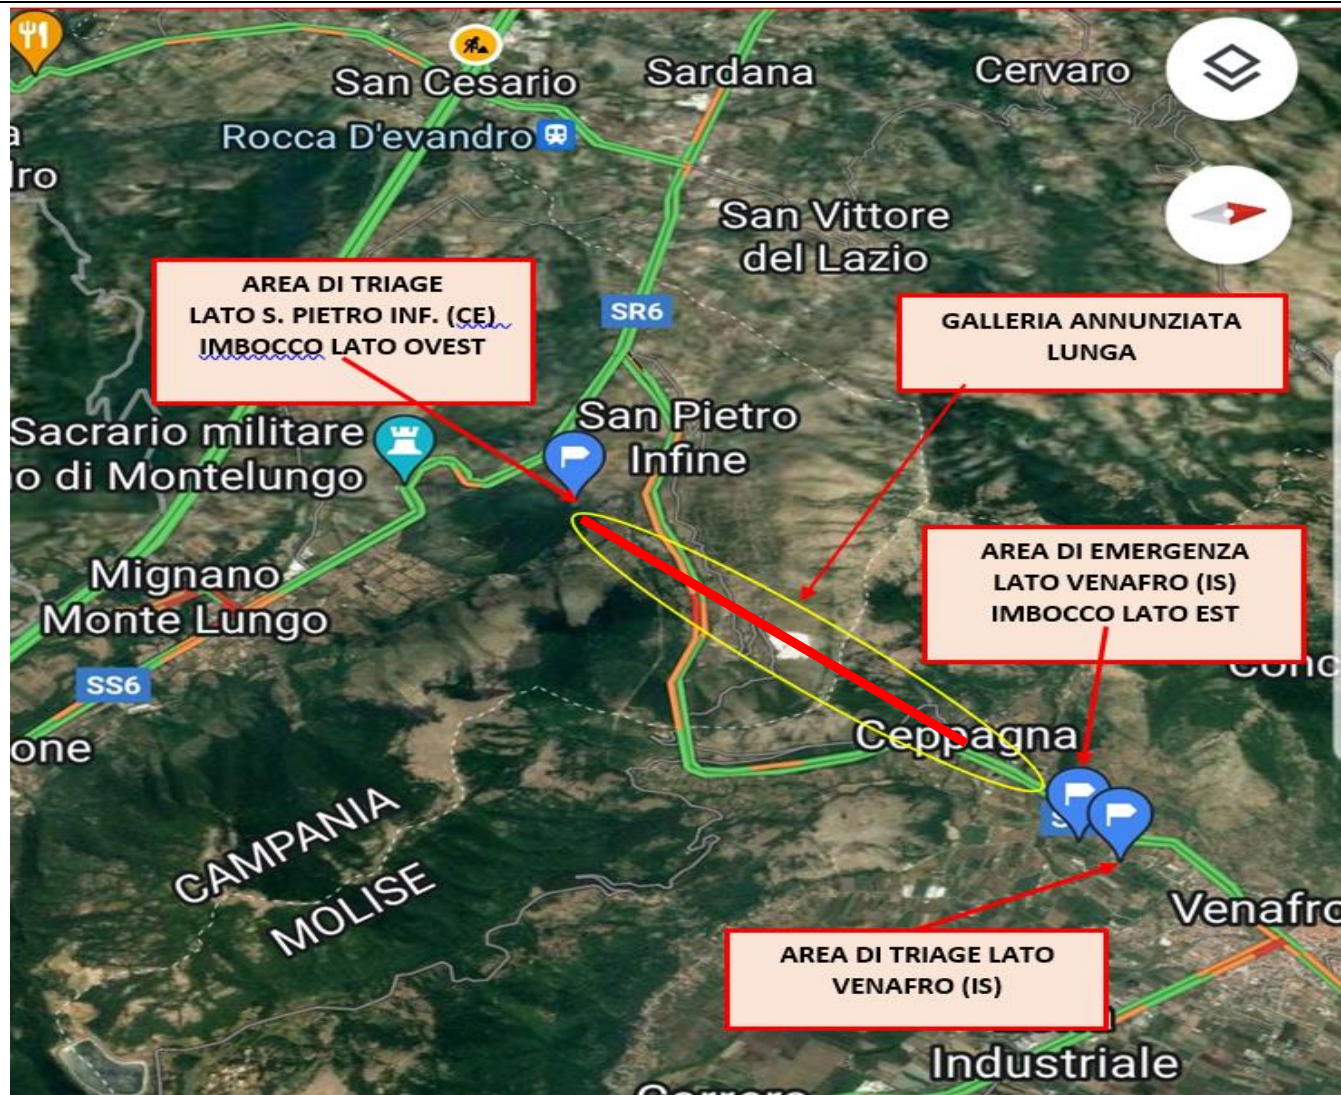 San Cesario
Sardana
Cervaro
Rocca D'evandro
a
dro
San Vittore
del Lazio
AREA DI TRIAGE
LATO S. PIETRO INF. (CE)
IMBOCCO LATO OVEST
SR6
GALLERIA ANNUNZIATA
LUNGA
San Pietro
Infine
Sacrario militare
o di Montelungo
AREA DI EMERGENZA
LATO VENAFRO (IS)
IMBOCCO LATO EST
Mignano
Monte Lungo
SS6
Conc
one
Ceppagna
S
CAMPANIA
MOLISE
Venafro
AREA DI TRIAGE LATO
VENAFRO (IS)
Industriale